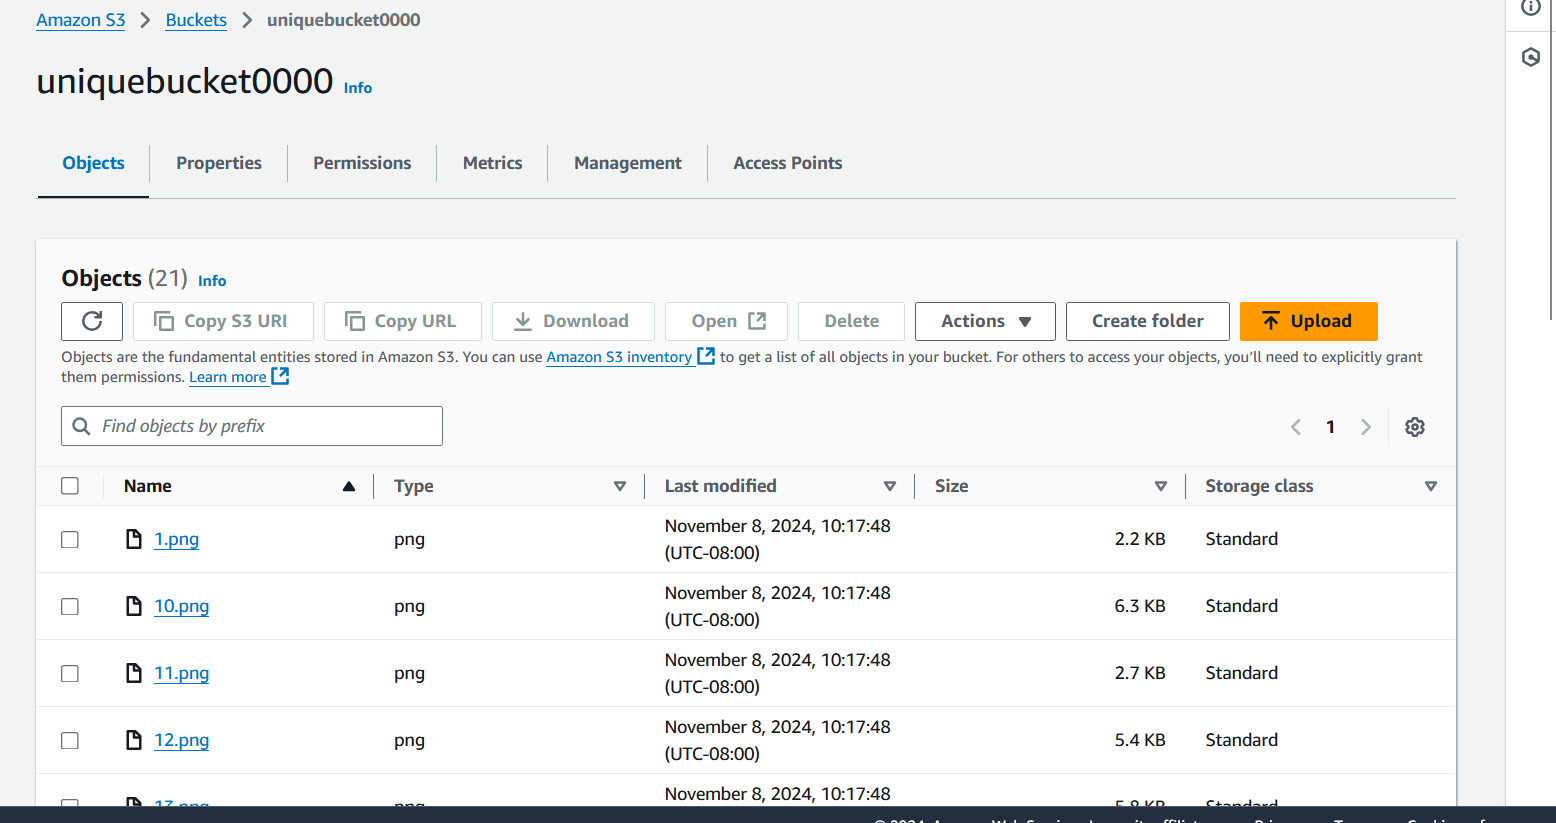 Amazon S3 > Buckets > uniquebucket0000
uniquebucket0000 Info
Objects Properties Permissions Metrics Management Access Points
Objects (21) Info
Copy S3 URI Copy URL Download Open Delete Actions Create folder Upload
Objects are the fundamental entities stored in Amazon S3. You can use Amazon S3 inventory to get a list of all objects in your bucket. For others to access your objects, you’ll need to explicitly grant
them permissions. Learn more
Find objects by prefix 1
Name Type Last modified Size Storage class
1.png png November 8, 2024, 10:17:48 (UTC-08:00) 2.2 KB Standard
10.png png November 8, 2024, 10:17:48 (UTC-08:00) 6.3 KB Standard
11.png png November 8, 2024, 10:17:48 (UTC-08:00) 2.7 KB Standard
12.png png November 8, 2024, 10:17:48 (UTC-08:00) 5.4 KB Standard
13.png png November 8, 2024, 10:17:48 5.8 KB Standard